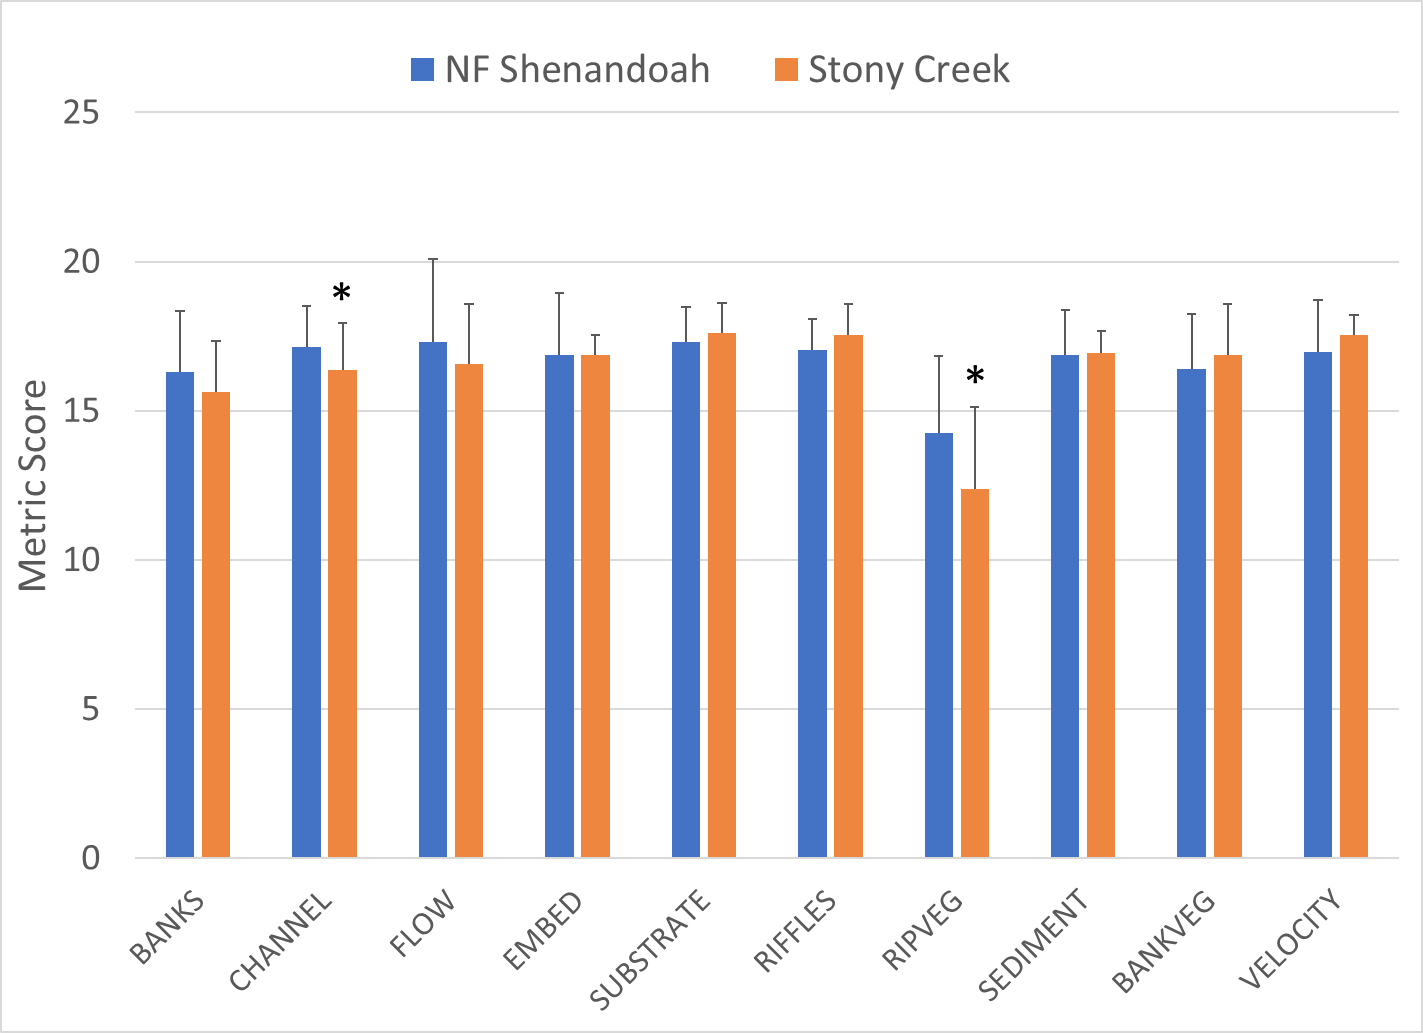 NF Shenandoah Stony Creek
25
20
15
10
5
0
Metric Score
*
*
BANKS
CHANNEL
FLOW
EMBED
SUBSTRATE
RIFFLES
RIPVEG
SEDIMENT
BANKVEG
VELOCITY